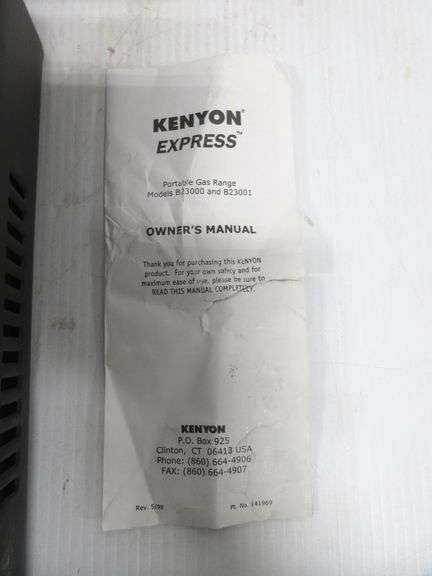 KENYON®
EXPRESS™
Portable Gas Range
Models B23000 and B23001
OWNER'S MANUAL
Thank you for purchasing this KENYON
product. For your own safety and for
maximum ease of use, please be sure to
READ THIS MANUAL COMPLETELY.
KENYON
P.O. Box 925
Clinton, CT 06413 USA
Phone: (860) 664-4906
FAX: (860) 664-4907
Rev. 5/98
Pt. No. 141969